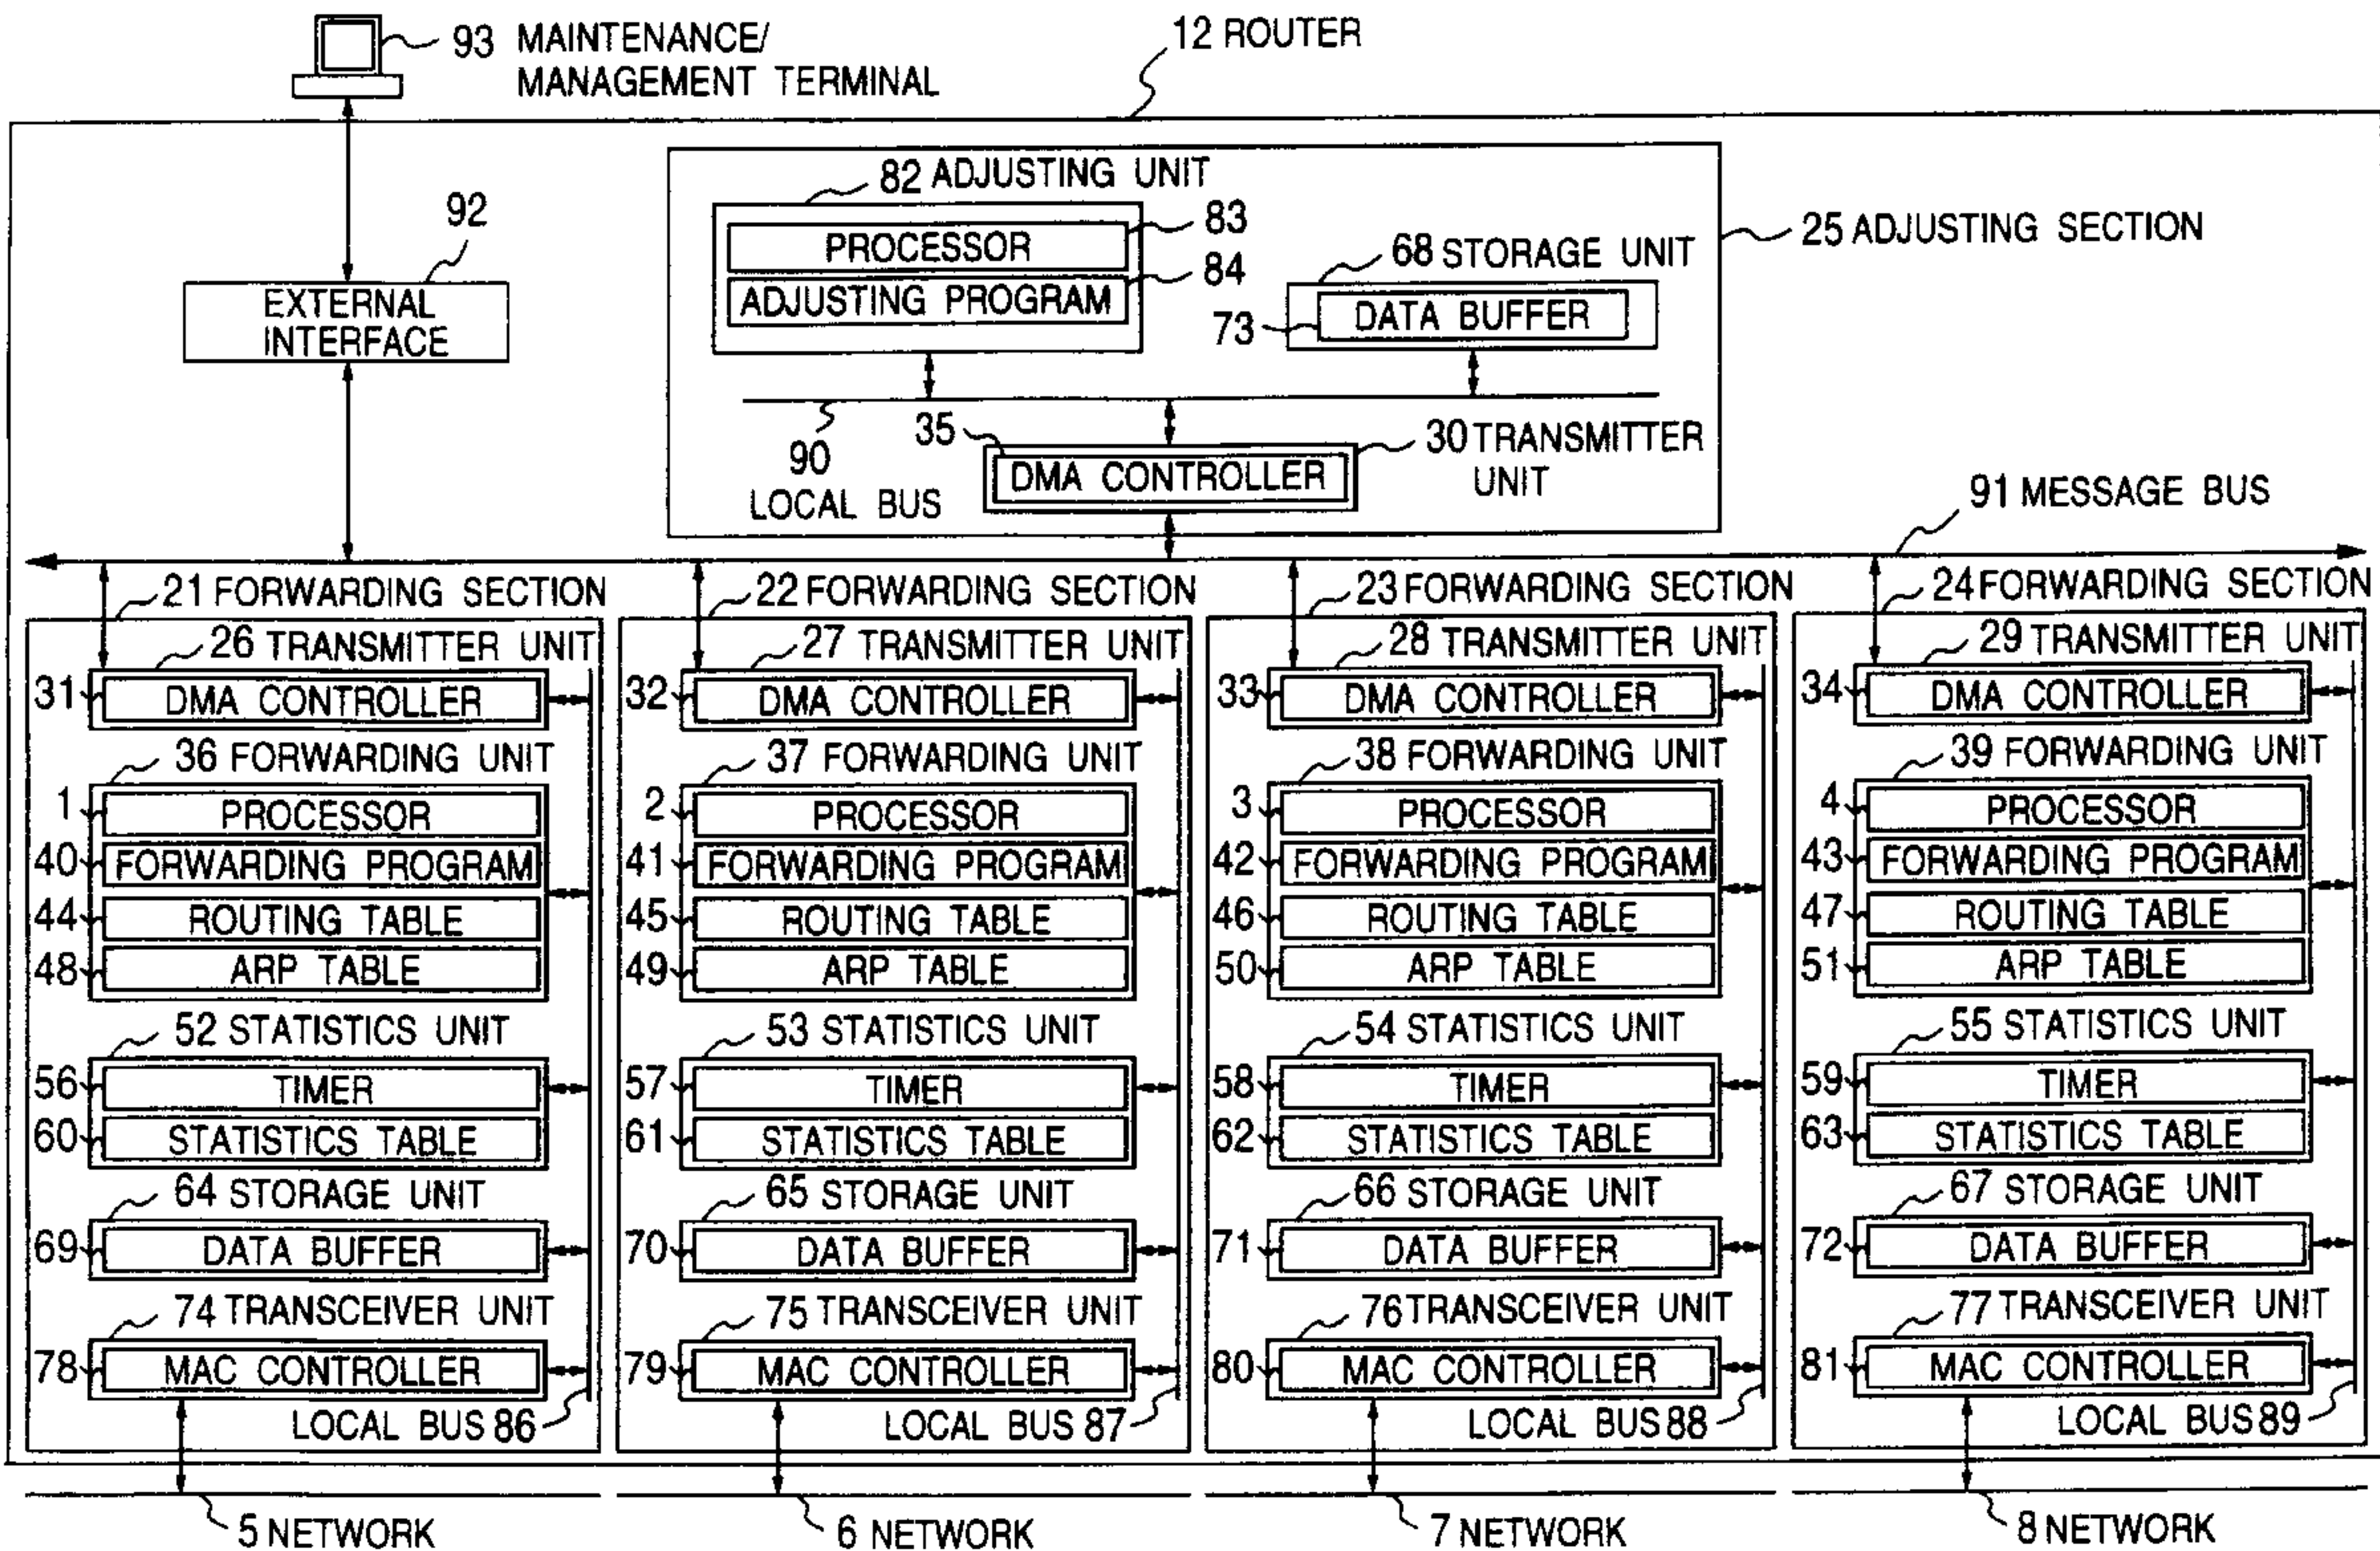 93 MAINTENANCE/
MANAGEMENT TERMINAL
12 ROUTER
92
EXTERNAL
INTERFACE
82 ADJUSTING UNIT
83
PROCESSOR
84
ADJUSTING PROGRAM
68 STORAGE UNIT
73
DATA BUFFER
25 ADJUSTING SECTION
90
LOCAL BUS
35
DMA CONTROLLER
30 TRANSMITTER
UNIT
91 MESSAGE BUS
21 FORWARDING SECTION
26 TRANSMITTER UNIT
31 DMA CONTROLLER
36 FORWARDING UNIT
1 PROCESSOR
40 FORWARDING PROGRAM
44 ROUTING TABLE
48 ARP TABLE
52 STATISTICS UNIT
56 TIMER
60 STATISTICS TABLE
64 STORAGE UNIT
69 DATA BUFFER
74 TRANSCEIVER UNIT
78 MAC CONTROLLER
LOCAL BUS 86
5 NETWORK
22 FORWARDING SECTION
27 TRANSMITTER UNIT
32 DMA CONTROLLER
37 FORWARDING UNIT
2 PROCESSOR
41 FORWARDING PROGRAM
45 ROUTING TABLE
49 ARP TABLE
53 STATISTICS UNIT
57 TIMER
61 STATISTICS TABLE
65 STORAGE UNIT
70 DATA BUFFER
75 TRANSCEIVER UNIT
79 MAC CONTROLLER
LOCAL BUS 87
6 NETWORK
23 FORWARDING SECTION
28 TRANSMITTER UNIT
33 DMA CONTROLLER
38 FORWARDING UNIT
3 PROCESSOR
42 FORWARDING PROGRAM
46 ROUTING TABLE
50 ARP TABLE
54 STATISTICS UNIT
58 TIMER
62 STATISTICS TABLE
66 STORAGE UNIT
71 DATA BUFFER
76 TRANSCEIVER UNIT
80 MAC CONTROLLER
LOCAL BUS 88
7 NETWORK
24 FORWARDING SECTION
29 TRANSMITTER UNIT
34 DMA CONTROLLER
39 FORWARDING UNIT
4 PROCESSOR
43 FORWARDING PROGRAM
47 ROUTING TABLE
51 ARP TABLE
55 STATISTICS UNIT
59 TIMER
63 STATISTICS TABLE
67 STORAGE UNIT
72 DATA BUFFER
77 TRANSCEIVER UNIT
81 MAC CONTROLLER
LOCAL BUS 89
8 NETWORK